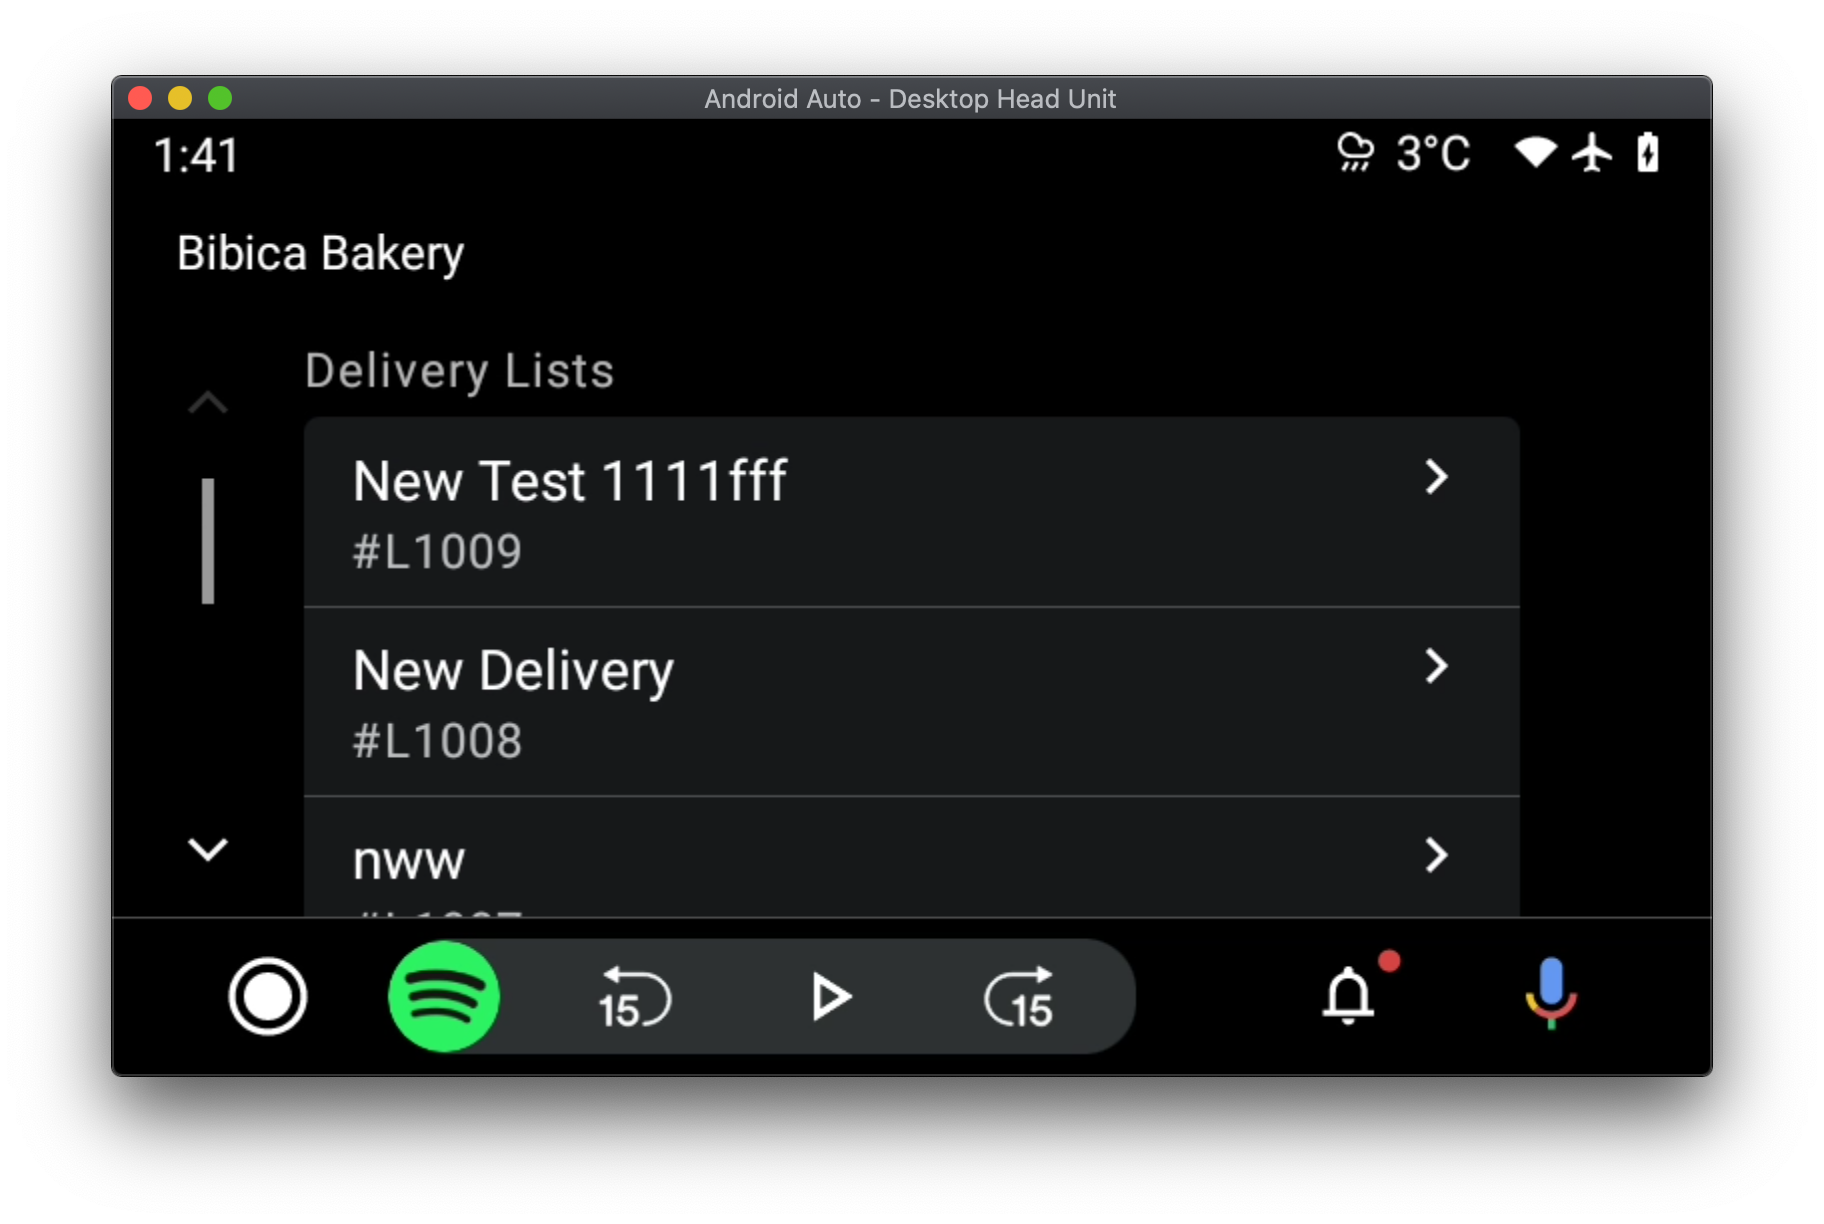 Android Auto - Desktop Head Unit
1:41
3°C
Bibica Bakery
Delivery Lists
New Test 1111fff
#L1009
New Delivery
#L1008
nww
15
15